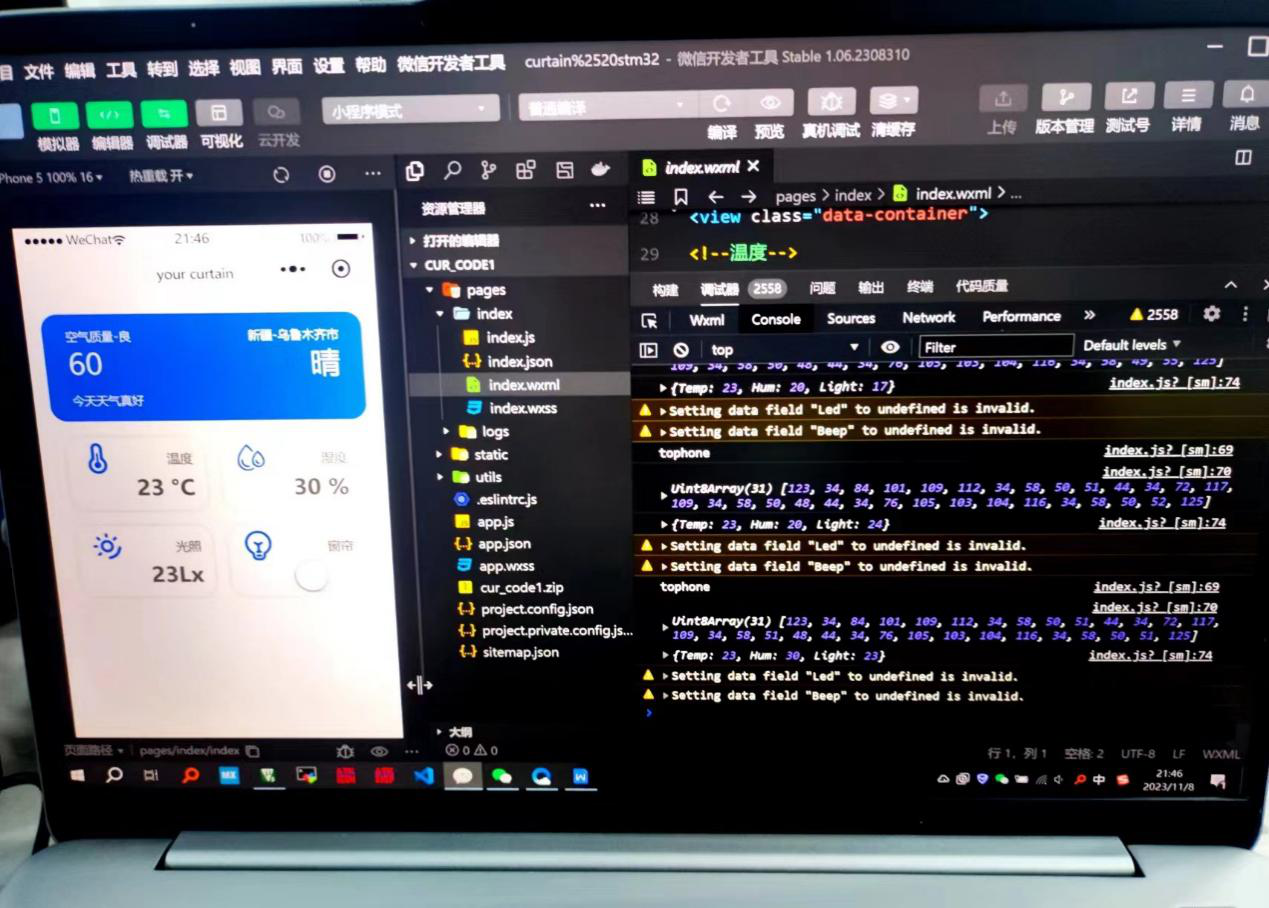 目 文件 编辑 工具 转到 选择 视图 界面 设置 帮助 微信开发者工具 curtain%2520stm32 - 微信开发者工具 Stable 1.06.2308310
小程序模式 普通编译
模拟器 编辑器 调试器 可视化 云开发 编译 预览 真机调试 清缓存 上传 版本管理 测试号 详情 消息
Phone 5 100% 16 热重载 开
WeChat 21:46 100%
your curtain
空气质量-良 新疆-乌鲁木齐市
60 晴
今天天气真好
温度 湿度
23 ℃ 30 %
光照 窗帘
23Lx
页面路径 pages/index/index
资源管理器
打开的编辑器
CUR_CODE1
pages
index
index.js
index.json
index.wxml
index.wxss
logs
static
utils
.eslintrc.js
app.js
app.json
app.wxss
cur_code1.zip
project.config.json
project.private.config.js...
sitemap.json
大纲
0 0
index.wxml
pages > index > index.wxml > ...
28 <view class="data-container">
29 <!--温度-->
构建 调试器 2558 问题 输出 终端 代码质量
Wxml Console Sources Network Performance 2558
top Filter Default levels
109, 34, 58, 50, 48, 44, 34, 76, 105, 103, 104, 116, 34, 58, 49, 55, 125]
{Temp: 23, Hum: 20, Light: 17} index.js? [sm]:74
Setting data field "Led" to undefined is invalid.
Setting data field "Beep" to undefined is invalid.
tophone index.js? [sm]:69
index.js? [sm]:70
Uint8Array(31) [123, 34, 84, 101, 109, 112, 34, 58, 50, 51, 44, 34, 72, 117,
109, 34, 58, 50, 48, 44, 34, 76, 105, 103, 104, 116, 34, 58, 50, 52, 125]
{Temp: 23, Hum: 20, Light: 24} index.js? [sm]:74
Setting data field "Led" to undefined is invalid.
Setting data field "Beep" to undefined is invalid.
tophone index.js? [sm]:69
index.js? [sm]:70
Uint8Array(31) [123, 34, 84, 101, 109, 112, 34, 58, 50, 51, 44, 34, 72, 117,
109, 34, 58, 51, 48, 44, 34, 76, 105, 103, 104, 116, 34, 58, 50, 51, 125]
{Temp: 23, Hum: 30, Light: 23} index.js? [sm]:74
Setting data field "Led" to undefined is invalid.
Setting data field "Beep" to undefined is invalid.
行 1, 列 1 空格: 2 UTF-8 LF WXML
MX W 中
21:46
2023/11/8